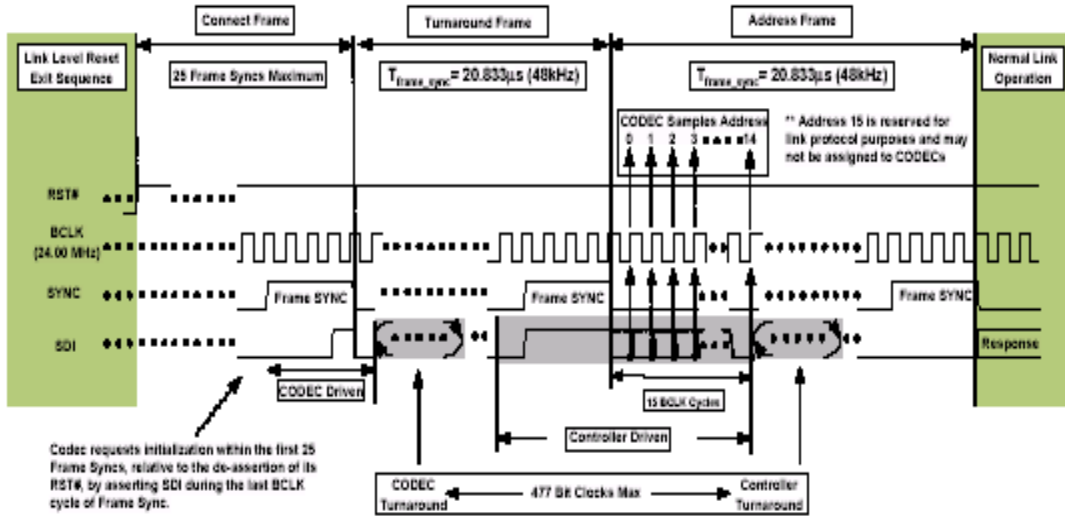 Connect Frame
Turnaround Frame
Address Frame
Link Level Reset
Exit Sequence
25 Frame Syncs Maximum
Tframe_sync= 20.833µs (48kHz)
Tframe_sync= 20.833µs (48kHz)
Normal Link
Operation
CODEC Samples Address
0 1 2 3 14
** Address 15 is reserved for
link protocol purposes and may
not be assigned to CODECs
RST#
BCLK
(24.00 MHz)
SYNC
Frame SYNC
Frame SYNC
Frame SYNC
SDI
Response
CODEC Driven
15 BCLK Cycles
Controller Driven
Codec requests initialization within the first 25
Frame Syncs, relative to the de-assertion of its
RST#, by asserting SDI during the last BCLK
cycle of Frame Sync.
CODEC
Turnaround
477 Bit Clocks Max
Controller
Turnaround